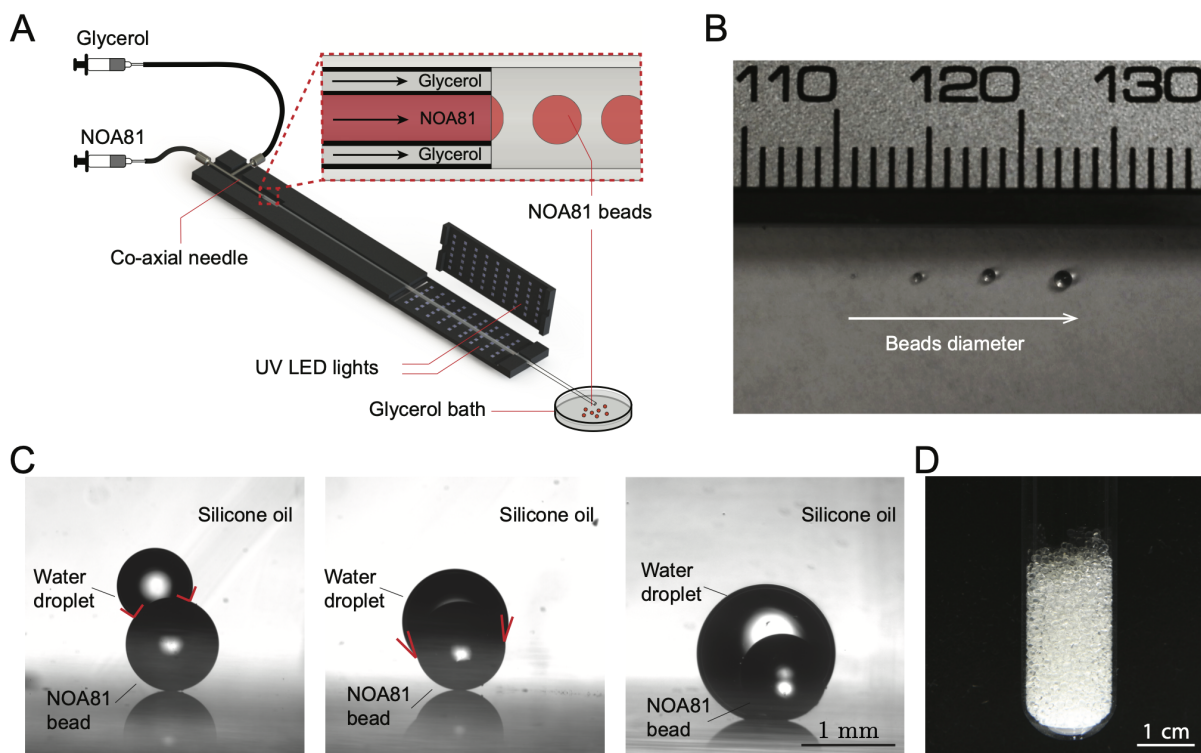 A
Glycerol
NOA81
Glycerol
NOA81
Glycerol
NOA81 beads
Co-axial needle
UV LED lights
Glycerol bath
B
110 120 130
Beads diameter
C
Silicone oil
Water
droplet
NOA81
bead
Silicone oil
Water
droplet
NOA81
bead
Silicone oil
Water
droplet
NOA81
bead
1 mm
D
1 cm